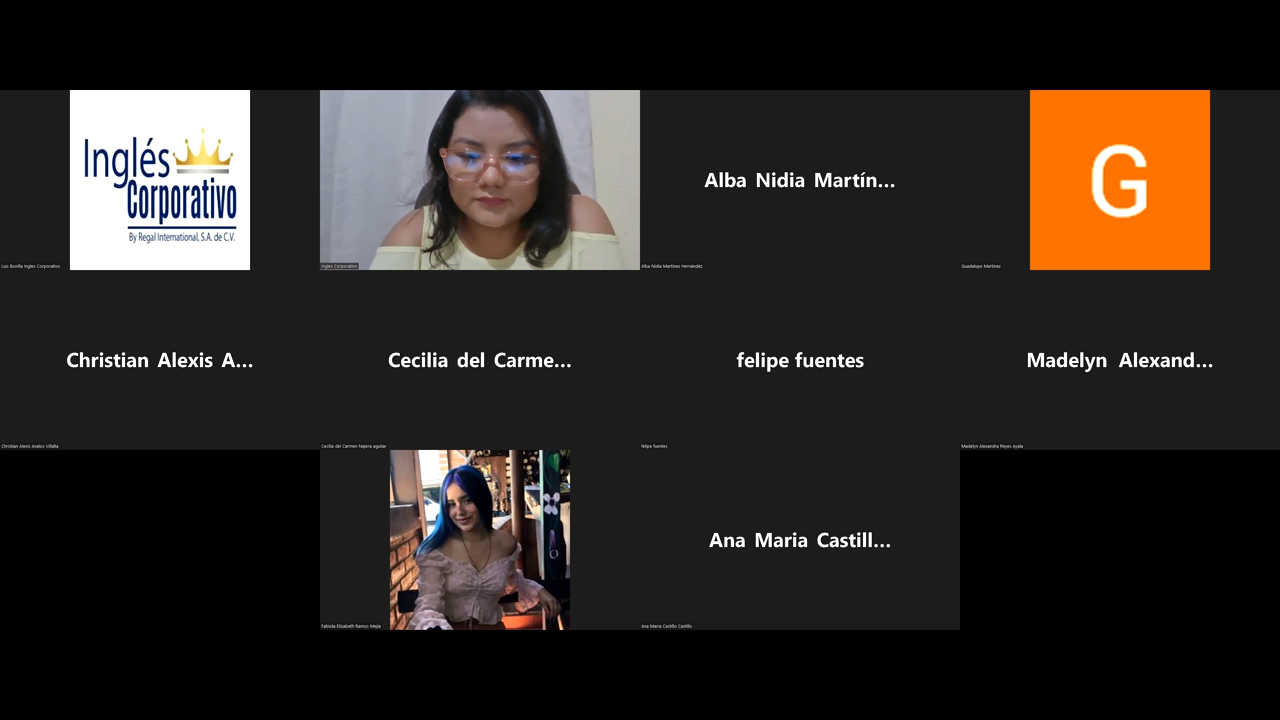 Inglés
Corporativo
By Regal International, S.A. de C.V.
Luis Bonilla Ingles Corporativo
Ingles Corporativo
Alba Nidia Martín...
Alba Nidia Martínez Hernández
G
Guadalupe Martinez
Christian Alexis A...
Christian Alexis Avalos Villalta
Cecilia del Carme...
Cecilia del Carmen Najera aguilar
felipe fuentes
felipe fuentes
Madelyn Alexand...
Madelyn Alexandra Reyes Ayala
Fabiola Elizabeth Ramos Mejía
Ana Maria Castill...
Ana Maria Castillo Castillo